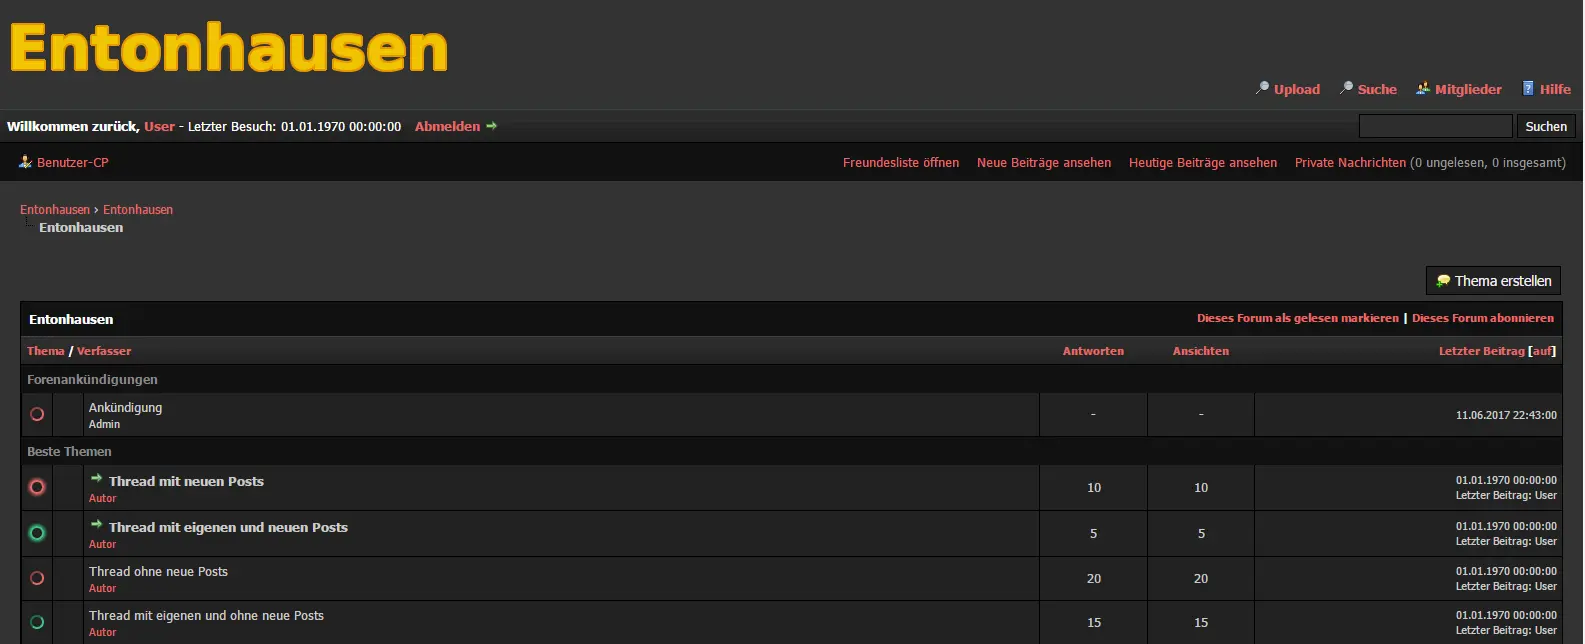 Entonhausen
Upload Suche Mitglieder Hilfe
Willkommen zurück, User - Letzter Besuch: 01.01.1970 00:00:00 Abmelden Suchen
Benutzer-CP Freundesliste öffnen Neue Beiträge ansehen Heutige Beiträge ansehen Private Nachrichten (0 ungelesen, 0 insgesamt)
Entonhausen › Entonhausen
Entonhausen
Thema erstellen
Entonhausen Dieses Forum als gelesen markieren | Dieses Forum abonnieren
Thema / Verfasser Antworten Ansichten Letzter Beitrag [auf]
Forenankündigungen
Ankündigung
Admin
- - 11.06.2017 22:43:00
Beste Themen
Thread mit neuen Posts
Autor
10 10
01.01.1970 00:00:00
Letzter Beitrag: User
Thread mit eigenen und neuen Posts
Autor
5 5
01.01.1970 00:00:00
Letzter Beitrag: User
Thread ohne neue Posts
Autor
20 20
01.01.1970 00:00:00
Letzter Beitrag: User
Thread mit eigenen und ohne neue Posts
Autor
15 15
01.01.1970 00:00:00
Letzter Beitrag: User